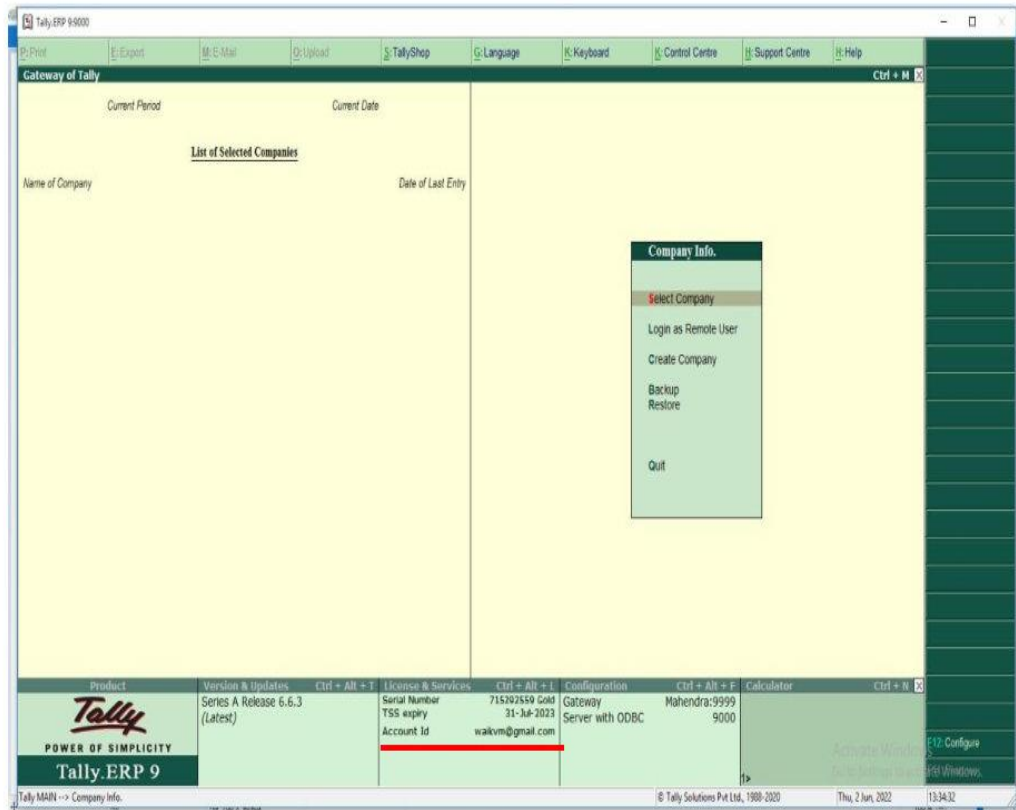 Tally.ERP 9:9000
P: Print E: Export M: E-Mail O: Upload S: TallyShop G: Language K: Keyboard K: Control Centre H: Support Centre H: Help
Gateway of Tally Ctrl + M
Current Period Current Date
List of Selected Companies
Name of Company Date of Last Entry
Company Info.
Select Company
Login as Remote User
Create Company
Backup
Restore
Quit
Product Version & Updates Ctrl + Alt + T License & Services Ctrl + Alt + L Configuration Ctrl + Alt + F Calculator Ctrl + N
Tally
POWER OF SIMPLICITY
Tally.ERP 9
Series A Release 6.6.3
(Latest)
Serial Number 715292559 Gold
TSS expiry 31-Jul-2023
Account Id waikvm@gmail.com
Gateway Mahendra:9999
Server with ODBC 9000
1>
F12: Configure
Activate Windows
Tally MAIN --> Company Info. © Tally Solutions Pvt Ltd., 1988-2020 Thu, 2 Jun, 2022 13:34:32